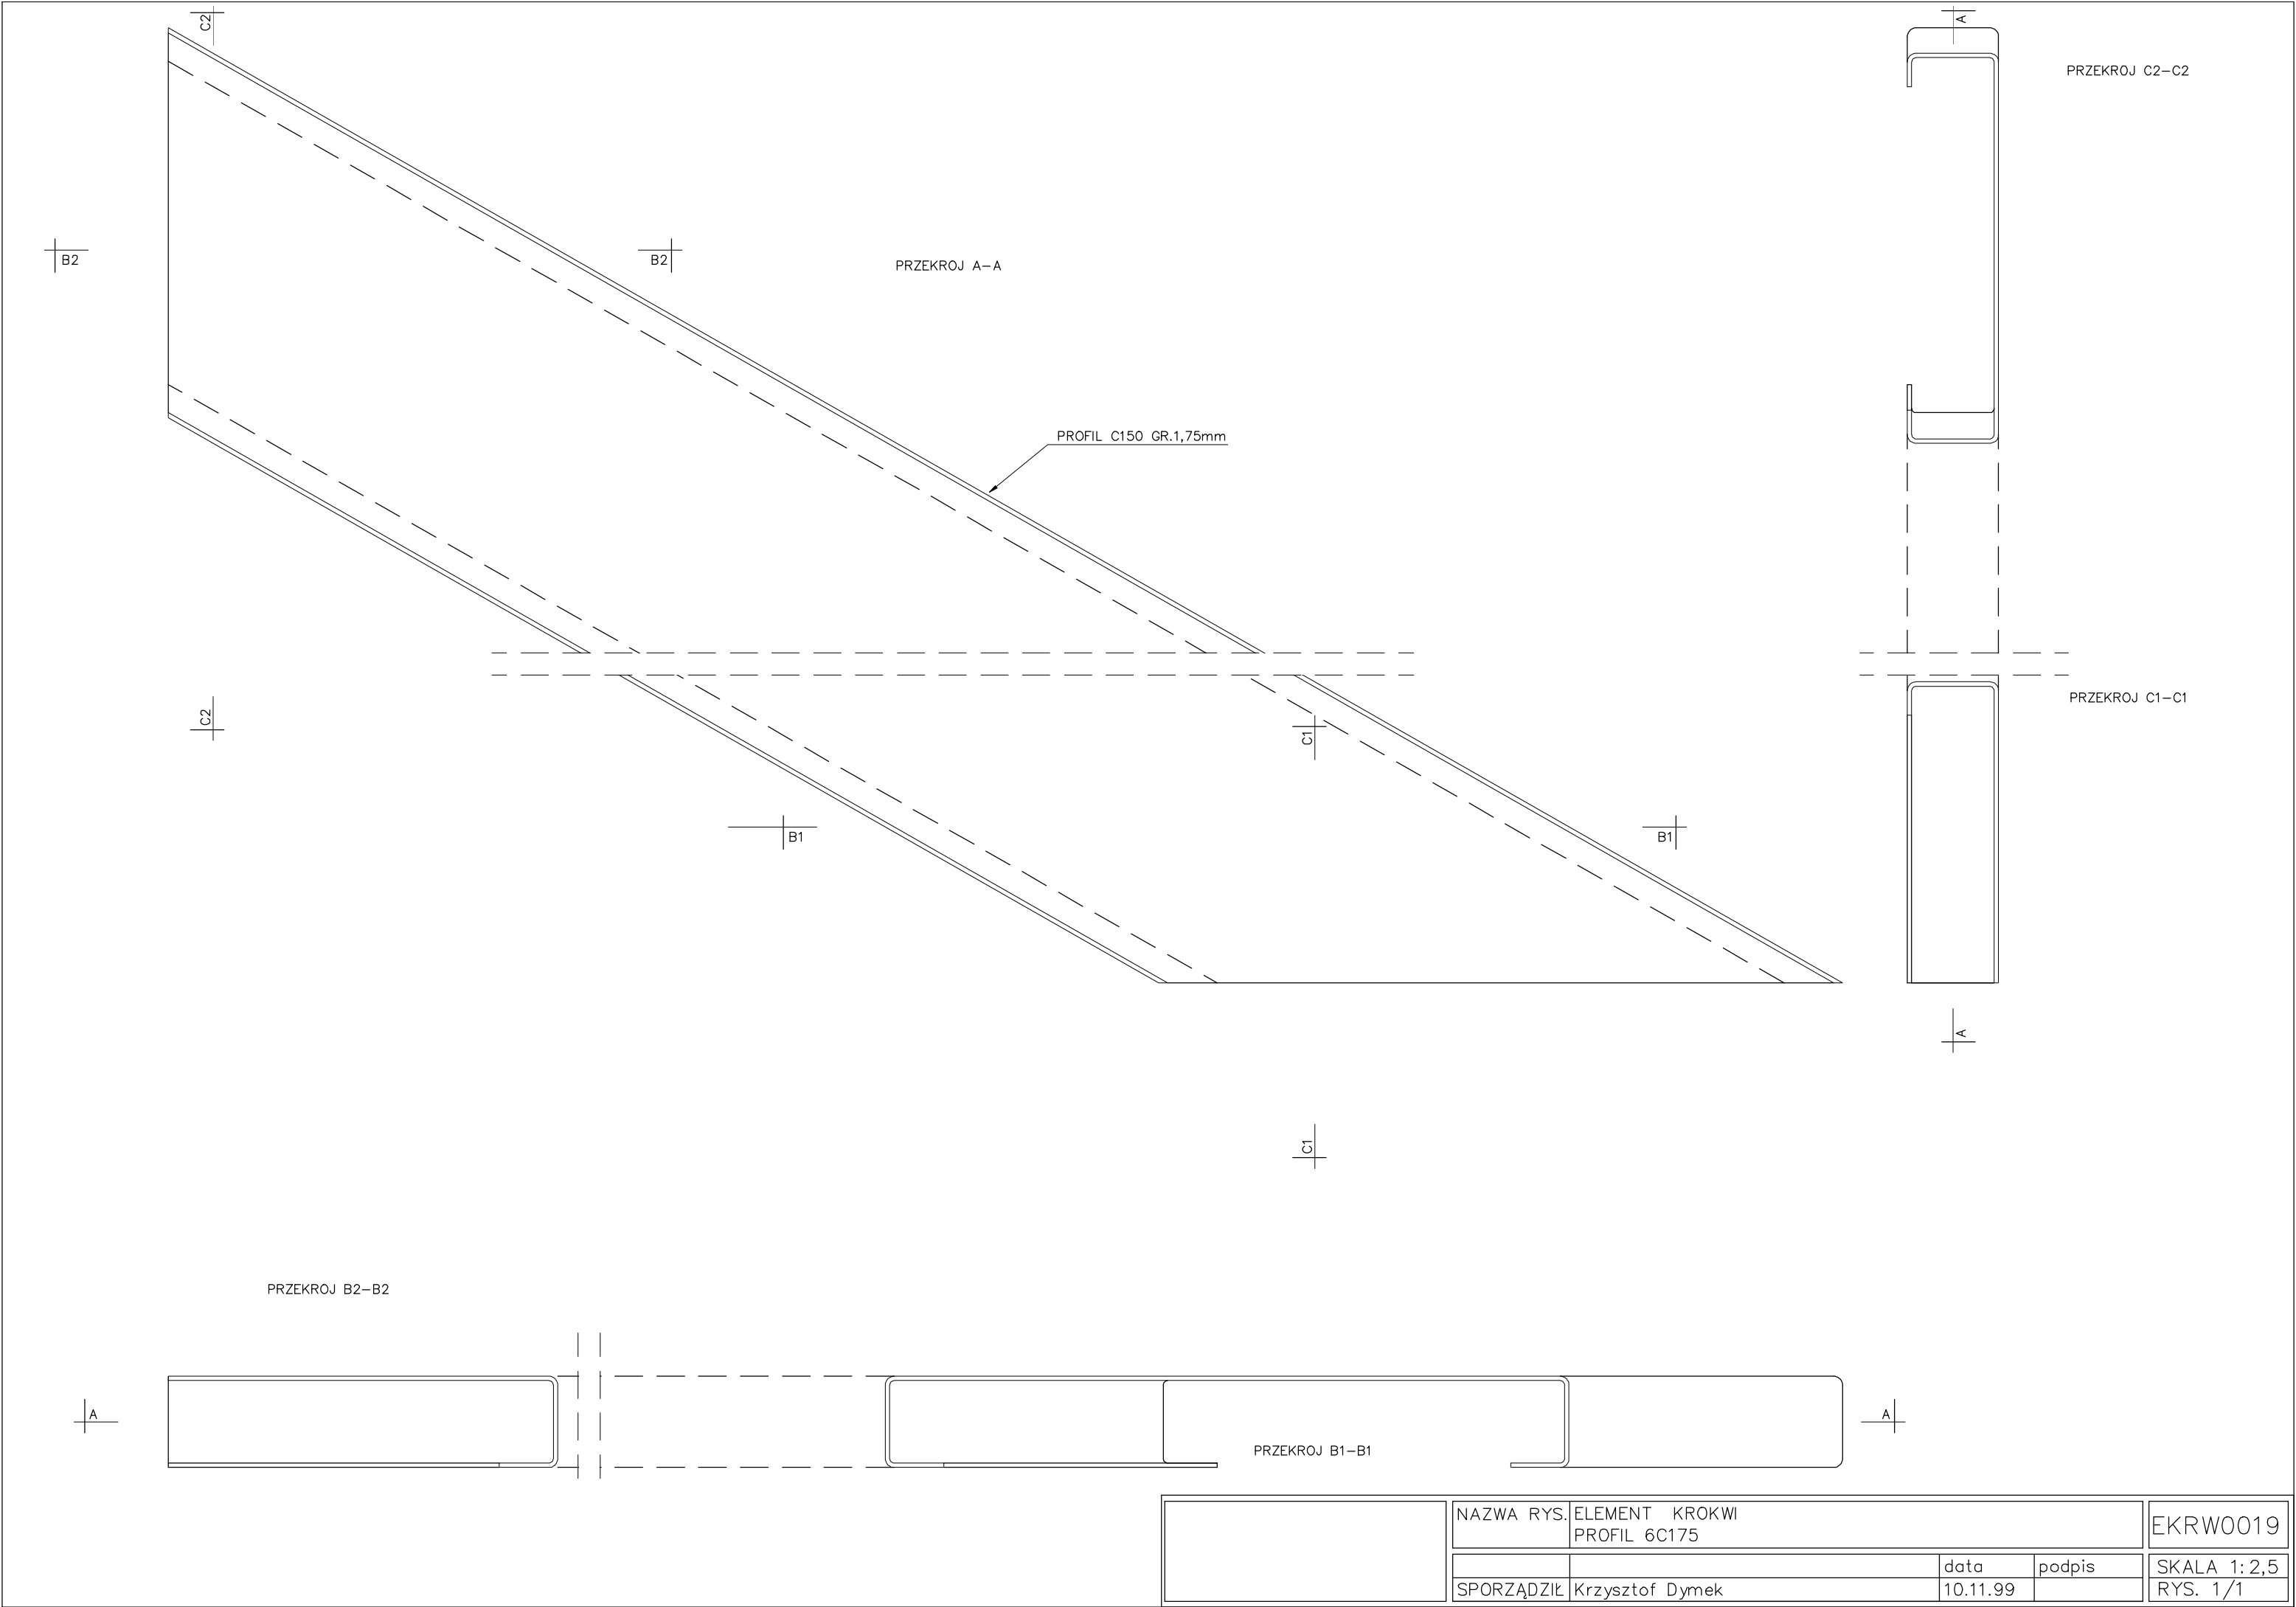 C2
A
PRZEKROJ C2-C2
B2
B2
PRZEKROJ A-A
PROFIL C150 GR.1,75mm
C2
C1
PRZEKROJ C1-C1
B1
B1
A
C1
PRZEKROJ B2-B2
A
A
PRZEKROJ B1-B1
NAZWA RYS. ELEMENT KROKWI
PROFIL 6C175
EKRW0019
data podpis SKALA 1:2,5
SPORZĄDZIŁ Krzysztof Dymek 10.11.99 RYS. 1/1